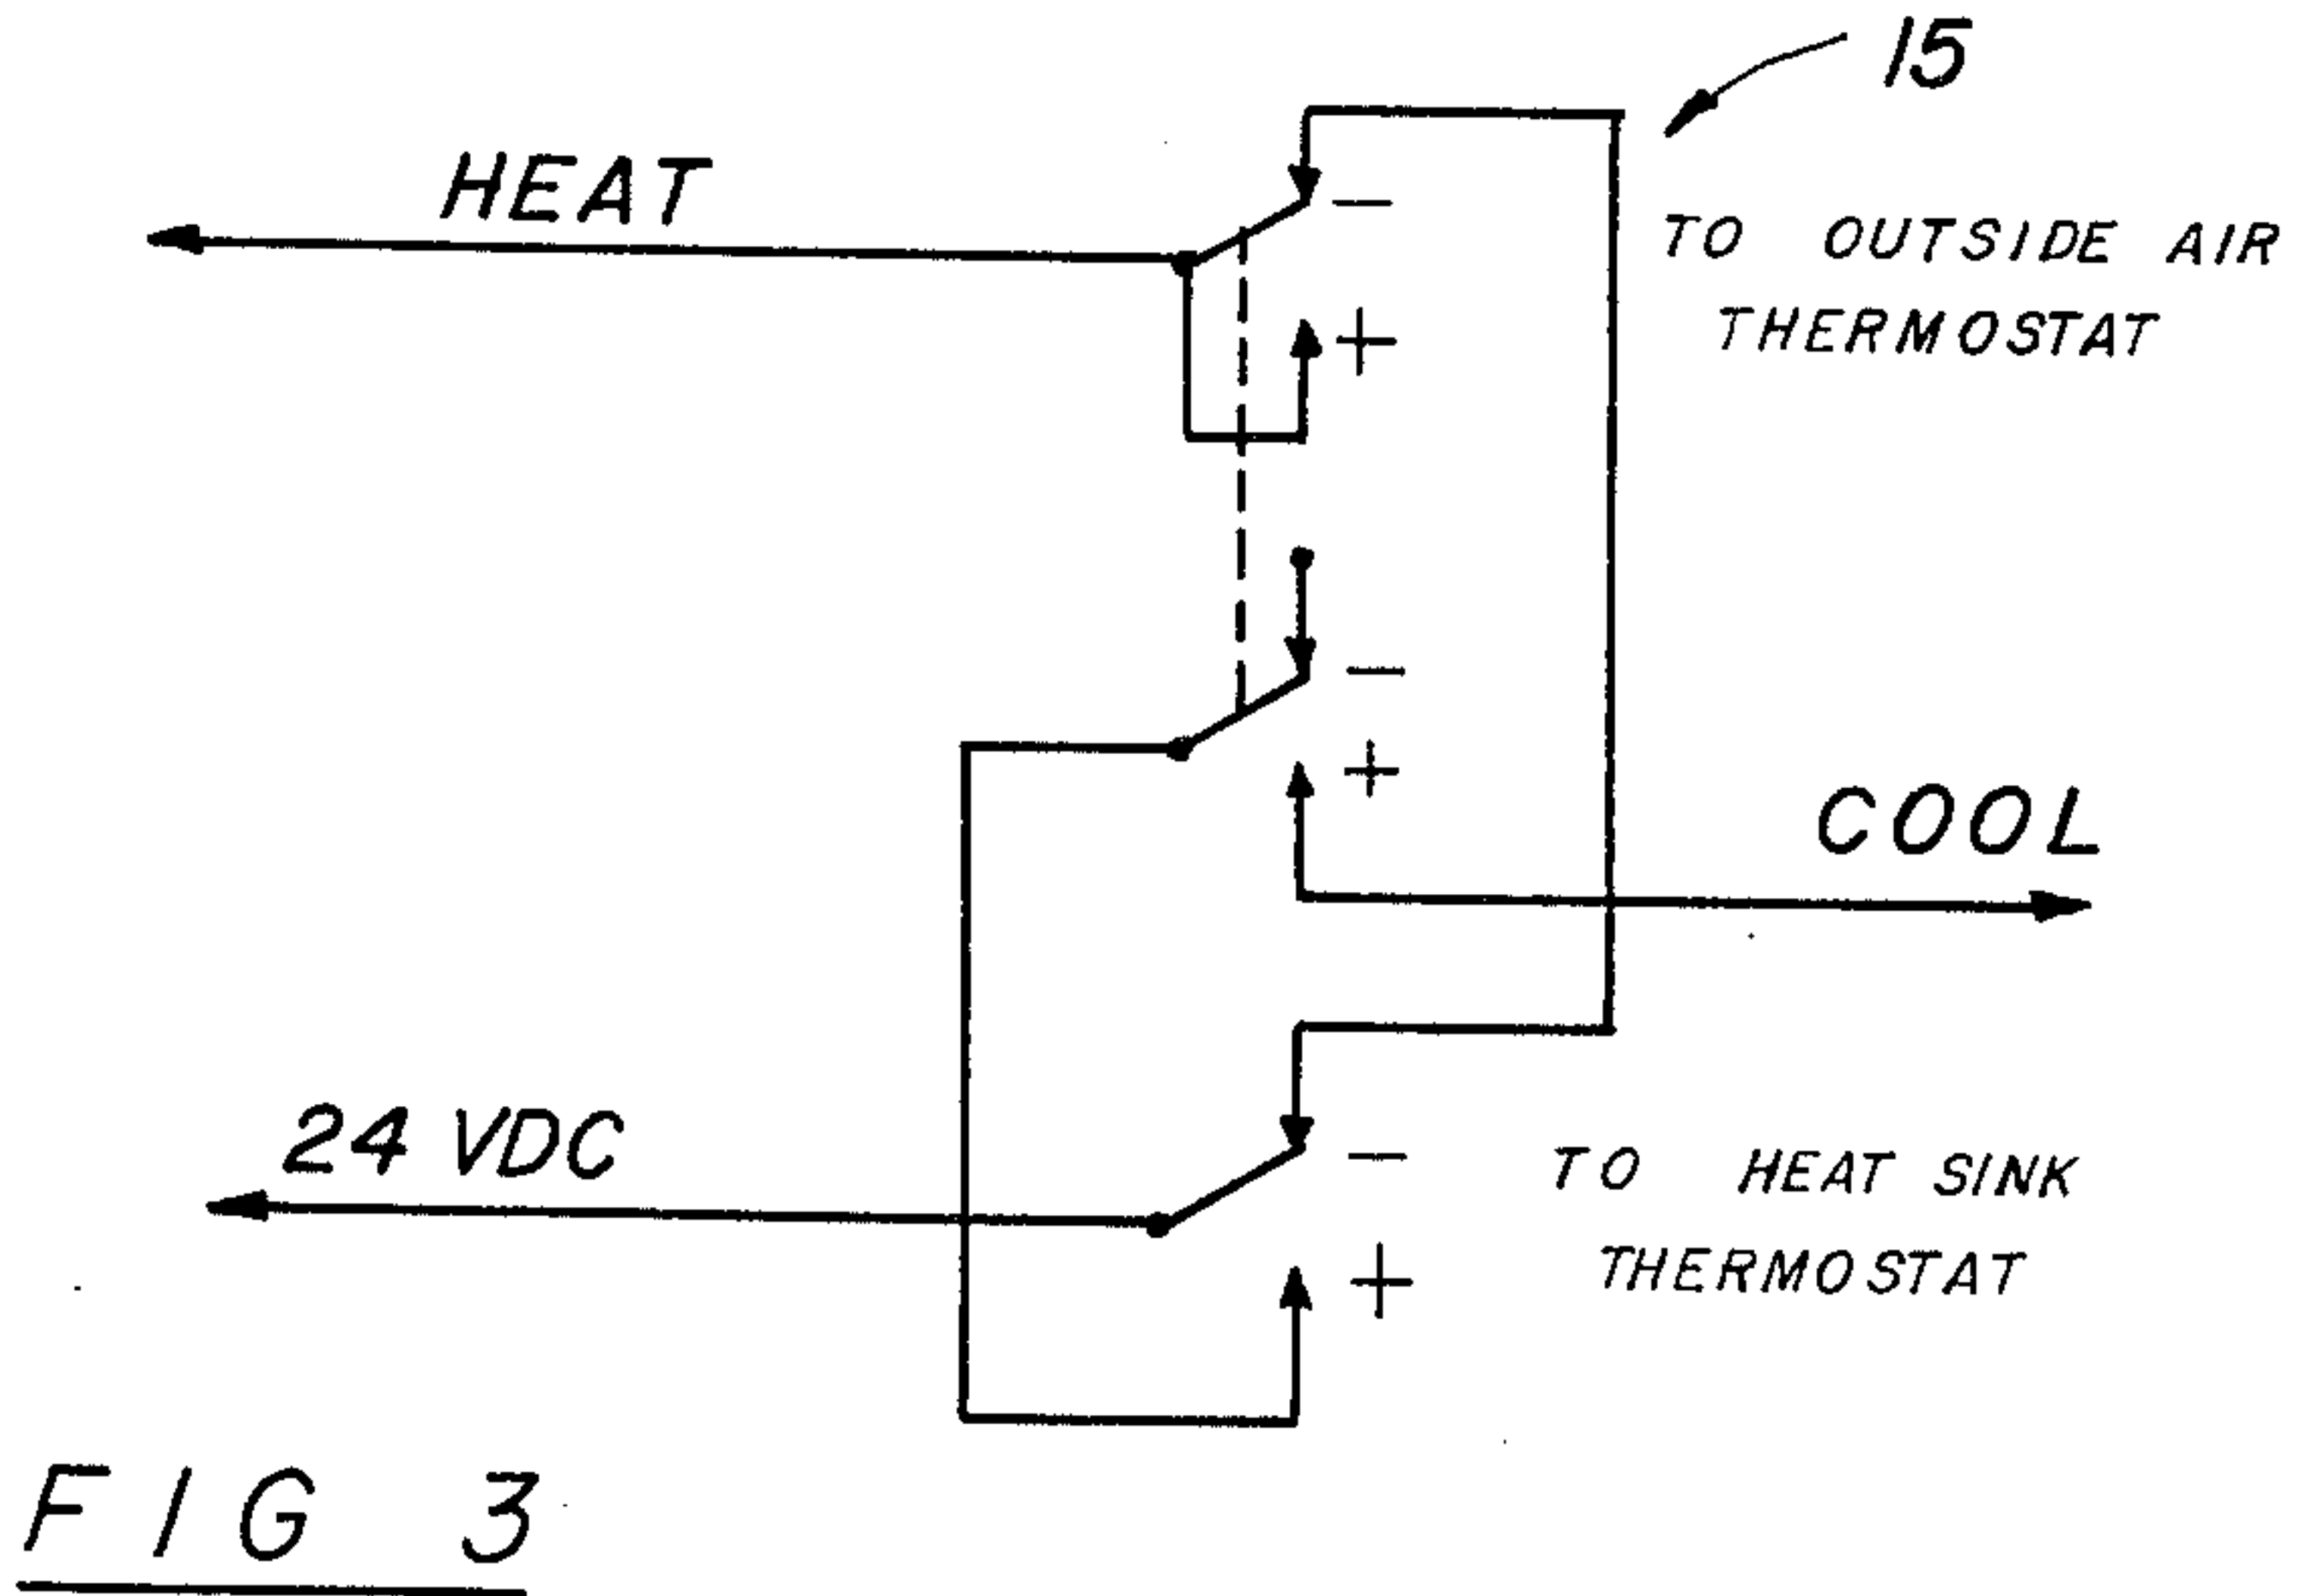 15
HEAT
TO OUTSIDE AIR
THERMOSTAT
−
+
−
+
COOL
24 VDC
−
TO HEAT SINK
+
THERMOSTAT
FIG 3